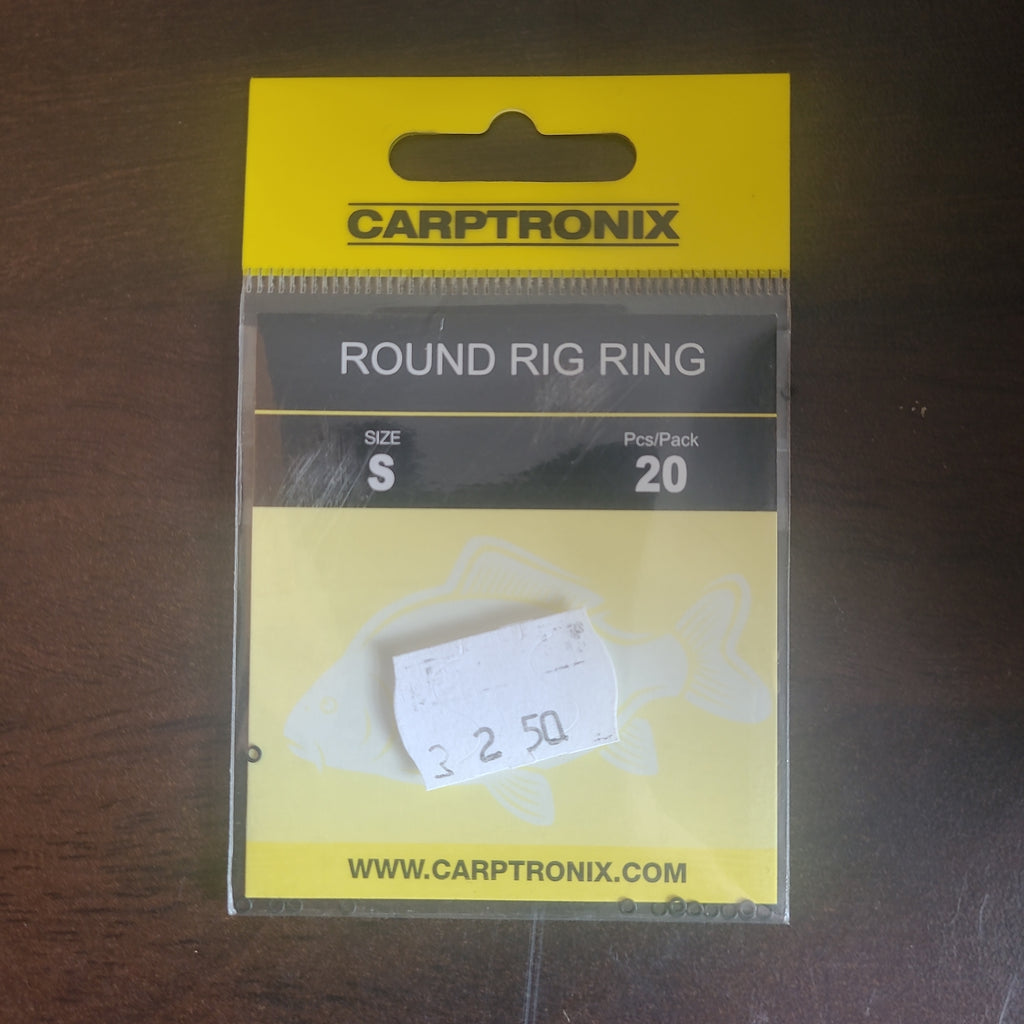 CARPTRONIX
ROUND RIG RING
SIZE Pcs/Pack
S 20
3 2 50
WWW.CARPTRONIX.COM